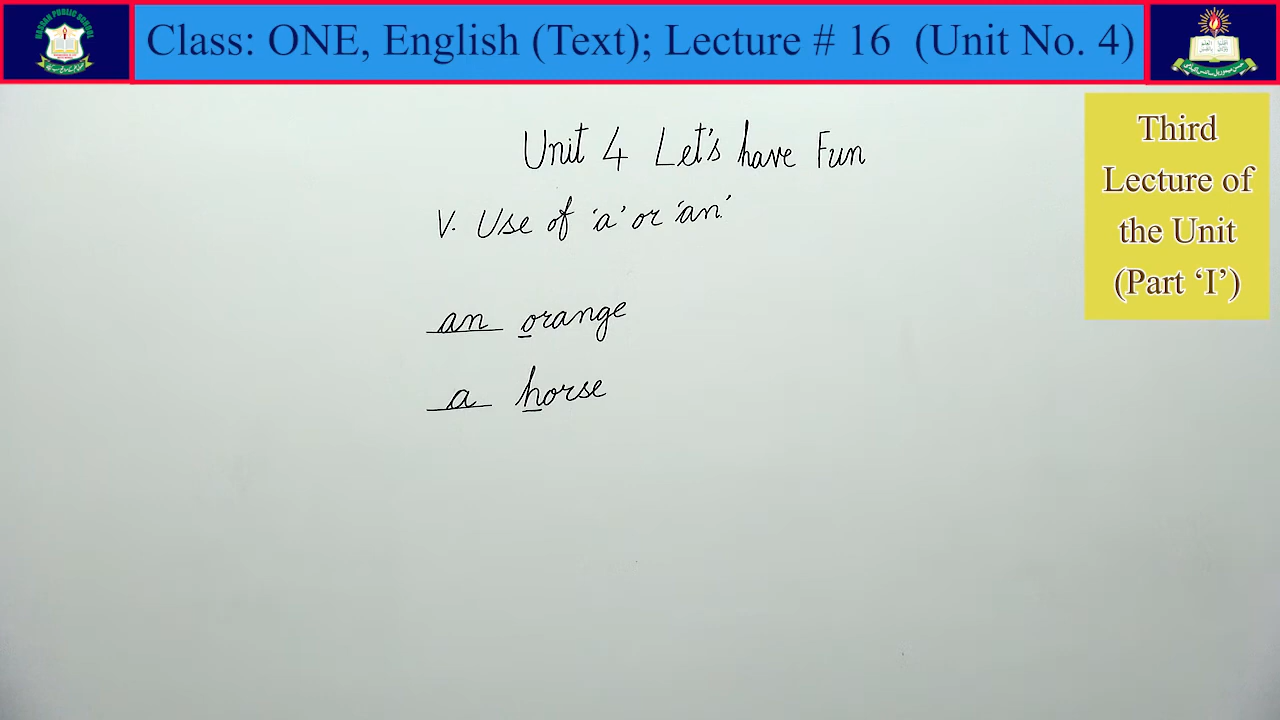 Class: ONE, English (Text); Lecture # 16 (Unit No. 4)
Third
Lecture of
the Unit
(Part ‘I’)
Unit 4 Let's have Fun
V. Use of 'a' or 'an'
an orange
a horse